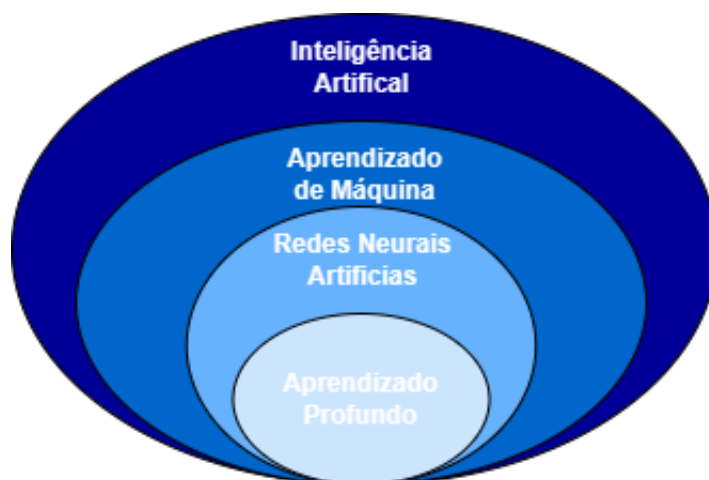 Inteligência
Artifical
Aprendizado
de Máquina
Redes Neurais
Artificias
Aprendizado
Profundo